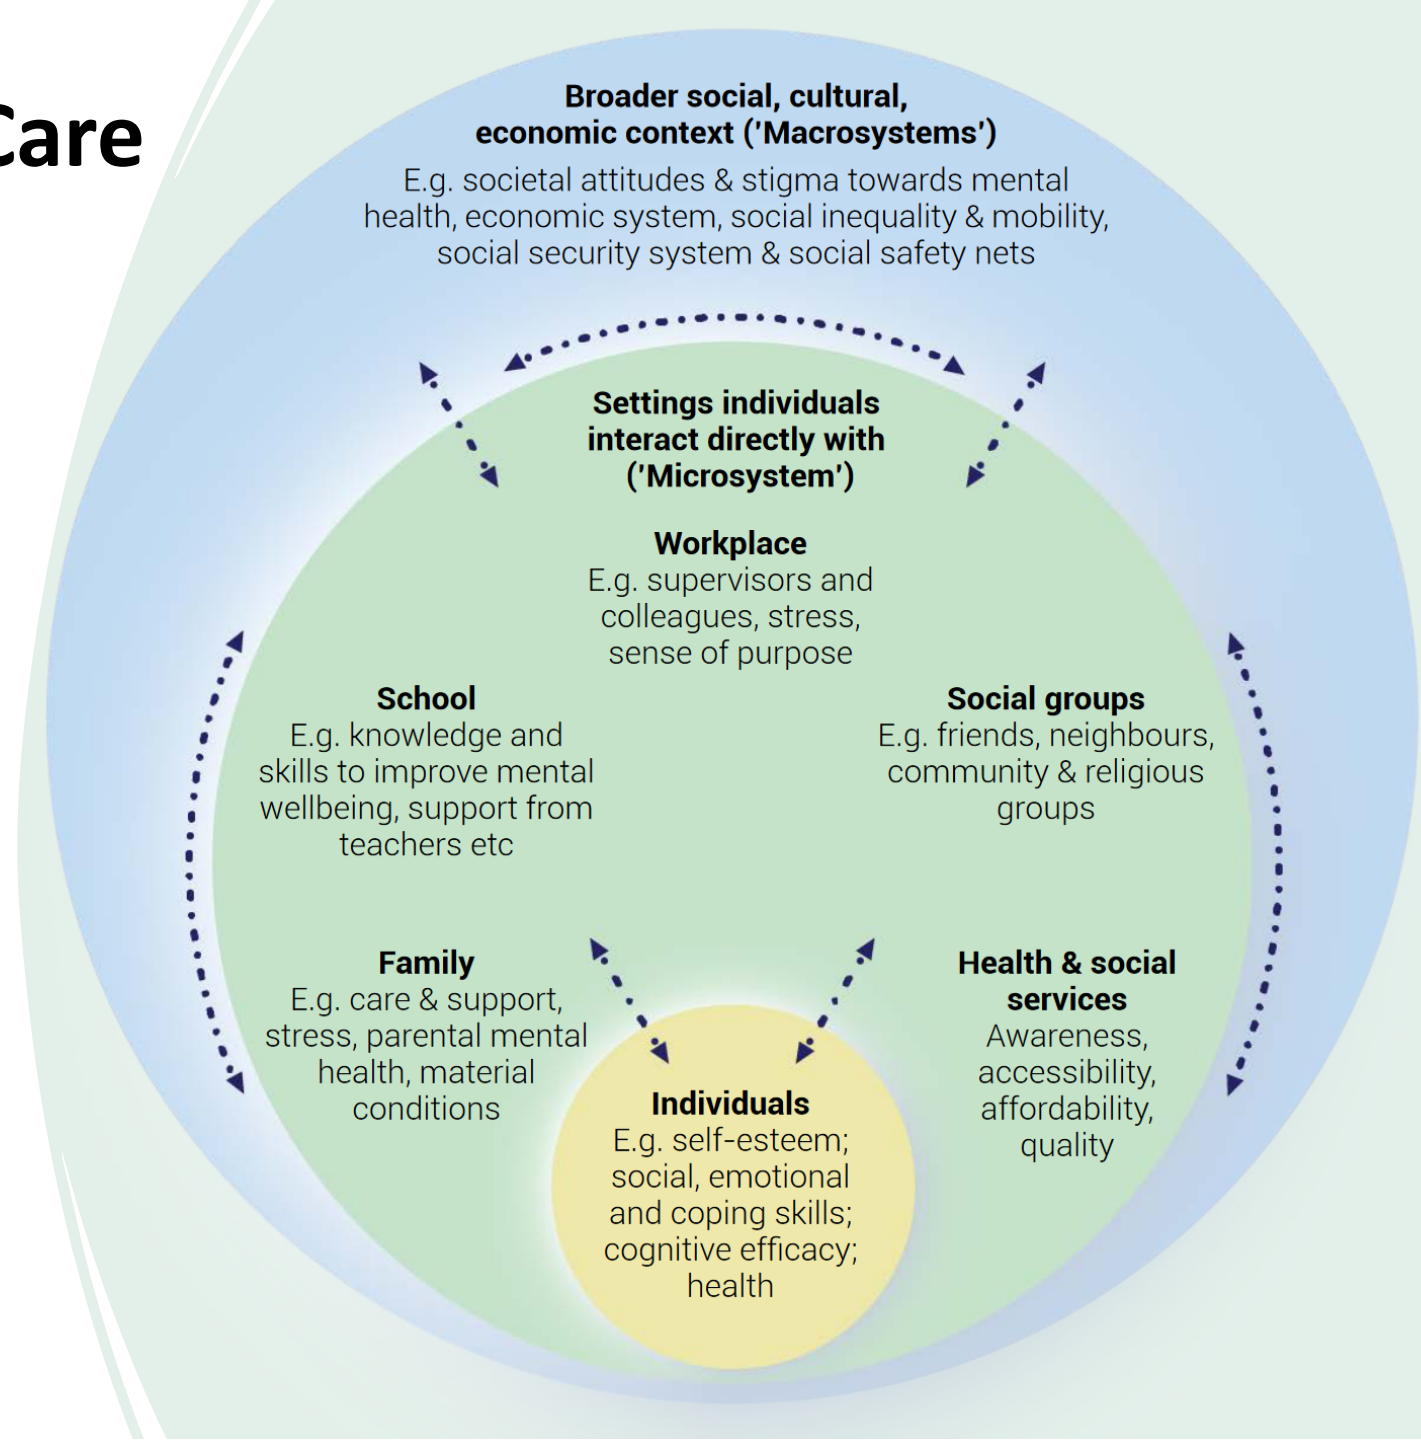 Care
Broader social, cultural,
economic context ('Macrosystems')
E.g. societal attitudes & stigma towards mental
health, economic system, social inequality & mobility,
social security system & social safety nets
Settings individuals
interact directly with
('Microsystem')
Workplace
E.g. supervisors and
colleagues, stress,
sense of purpose
School
E.g. knowledge and
skills to improve mental
wellbeing, support from
teachers etc
Social groups
E.g. friends, neighbours,
community & religious
groups
Family
E.g. care & support,
stress, parental mental
health, material
conditions
Health & social
services
Awareness,
accessibility,
affordability,
quality
Individuals
E.g. self-esteem;
social, emotional
and coping skills;
cognitive efficacy;
health